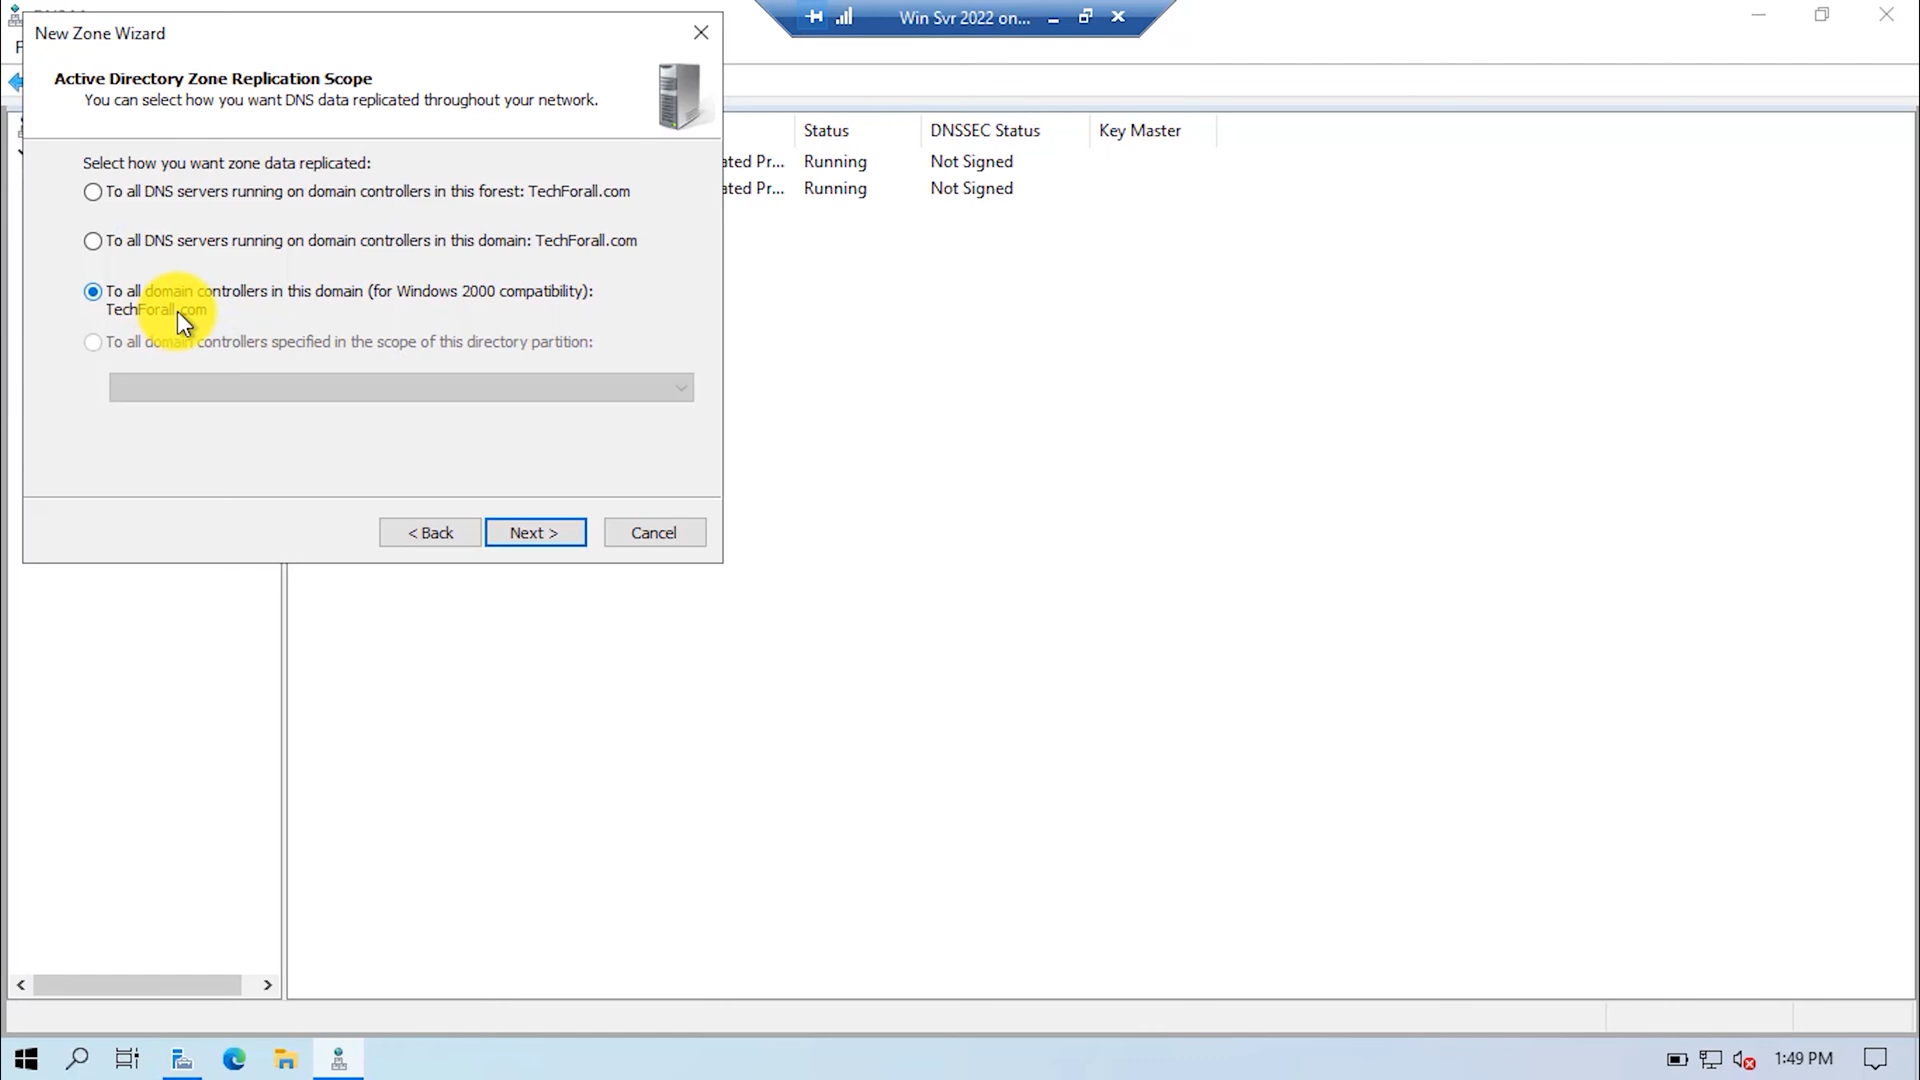 Win Svr 2022 on...
New Zone Wizard
Active Directory Zone Replication Scope
You can select how you want DNS data replicated throughout your network.
Select how you want zone data replicated:
To all DNS servers running on domain controllers in this forest: TechForall.com
To all DNS servers running on domain controllers in this domain: TechForall.com
To all domain controllers in this domain (for Windows 2000 compatibility):
TechForall.com
To all domain controllers specified in the scope of this directory partition:
< Back
Next >
Cancel
Status
DNSSEC Status
Key Master
ated Pr...
Running
Not Signed
ated Pr...
Running
Not Signed
1:49 PM